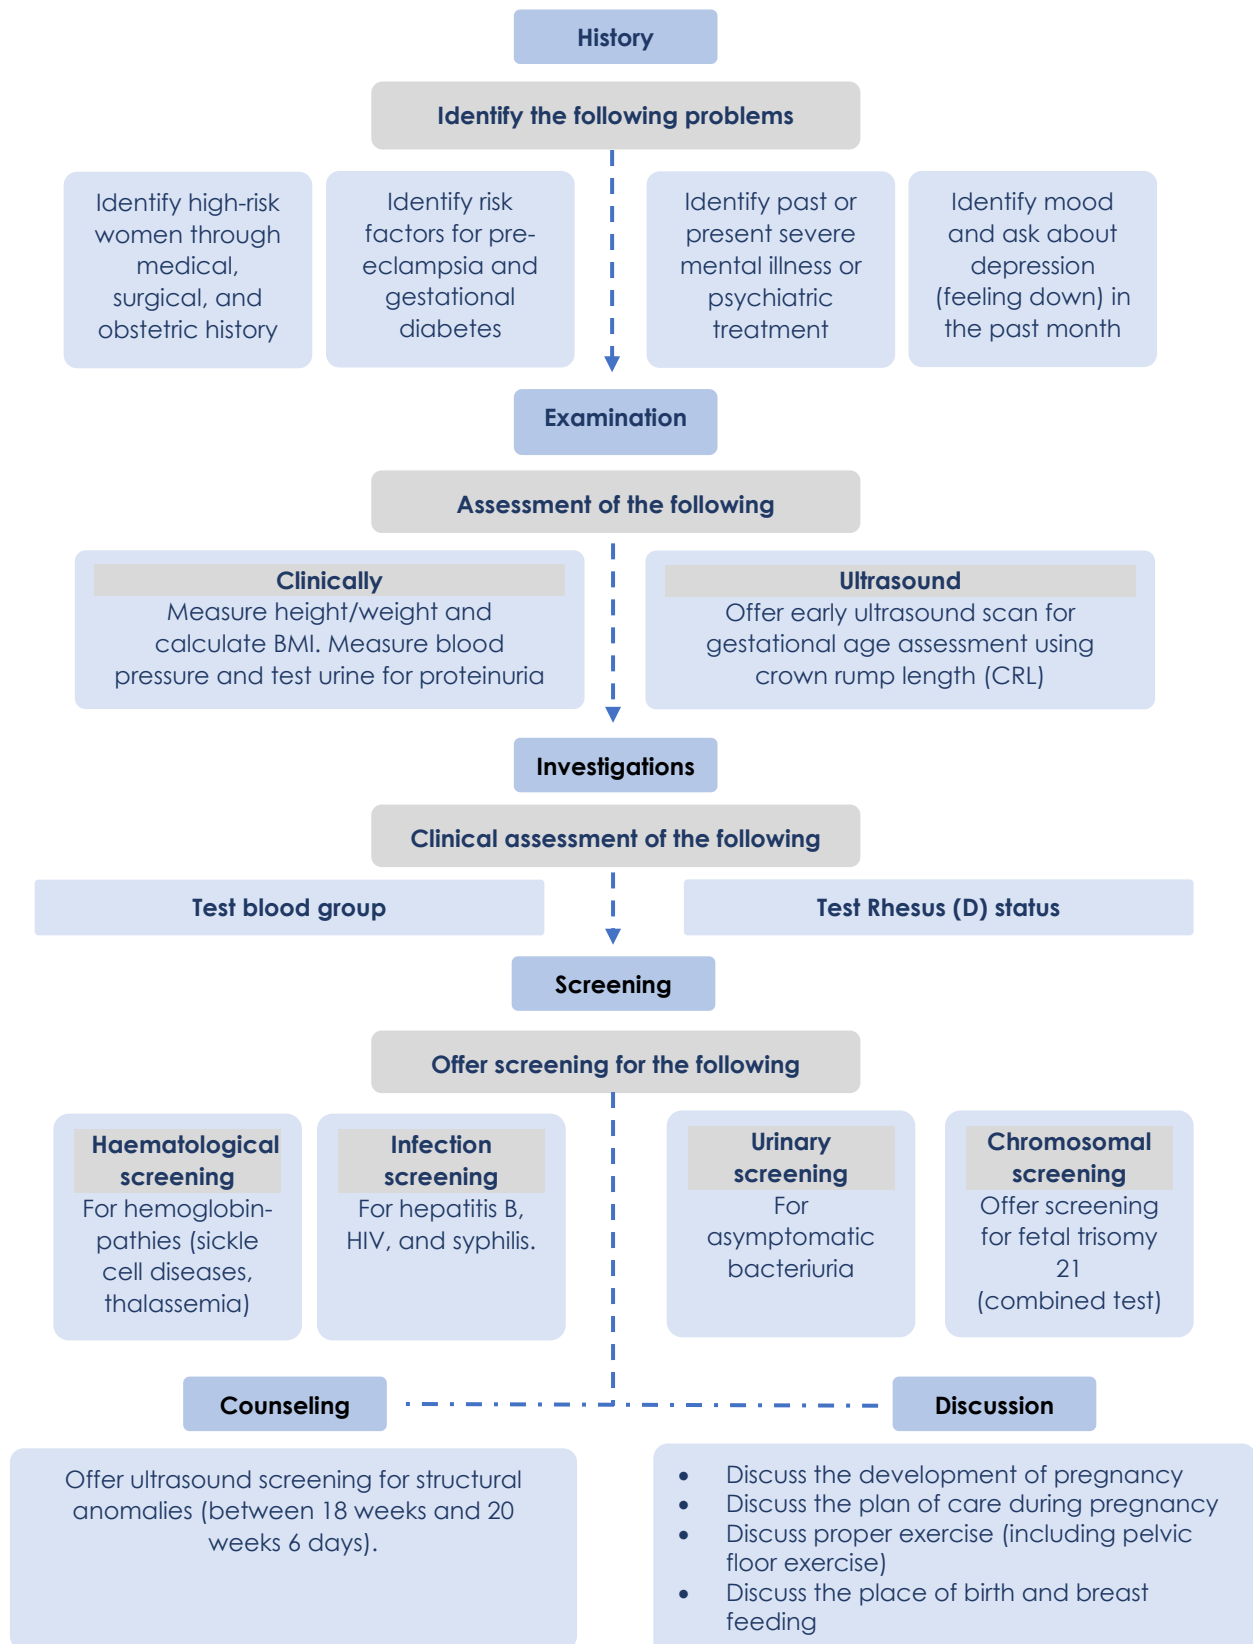 History
Identify the following problems
Identify high-risk
women through
medical,
surgical, and
obstetric history
Identify risk
factors for pre-
eclampsia and
gestational
diabetes
Identify past or
present severe
mental illness or
psychiatric
treatment
Identify mood
and ask about
depression
(feeling down) in
the past month
Examination
Assessment of the following
Clinically
Measure height/weight and
calculate BMI. Measure blood
pressure and test urine for proteinuria
Ultrasound
Offer early ultrasound scan for
gestational age assessment using
crown rump length (CRL)
Investigations
Clinical assessment of the following
Test blood group
Test Rhesus (D) status
Screening
Offer screening for the following
Haematological
screening
For hemoglobin-
pathies (sickle
cell diseases,
thalassemia)
Infection
screening
For hepatitis B,
HIV, and syphilis.
Urinary
screening
For
asymptomatic
bacteriuria
Chromosomal
screening
Offer screening
for fetal trisomy
21
(combined test)
Counseling
Offer ultrasound screening for structural
anomalies (between 18 weeks and 20
weeks 6 days).
Discussion
• Discuss the development of pregnancy
• Discuss the plan of care during pregnancy
• Discuss proper exercise (including pelvic
floor exercise)
• Discuss the place of birth and breast
feeding